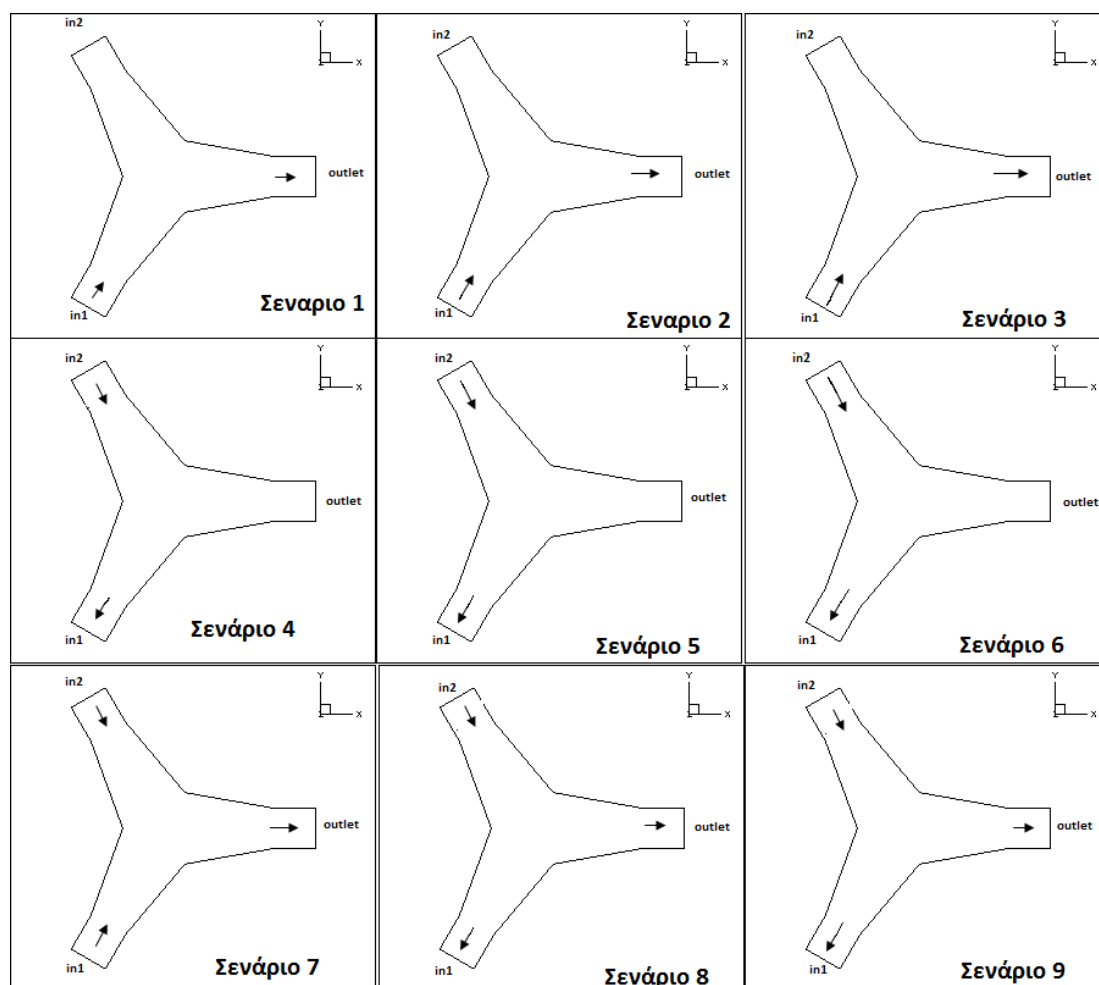 in2
Y
X
outlet
in1
Σεναριο 1
in2
Y
X
outlet
in1
Σεναριο 2
in2
Y
X
outlet
in1
Σενάριο 3
in2
Y
X
outlet
in1
Σενάριο 4
in2
Y
X
outlet
in1
Σενάριο 5
in2
Y
X
outlet
in1
Σενάριο 6
in2
Y
X
outlet
in1
Σενάριο 7
in2
Y
X
outlet
in1
Σενάριο 8
in2
Y
X
outlet
in1
Σενάριο 9